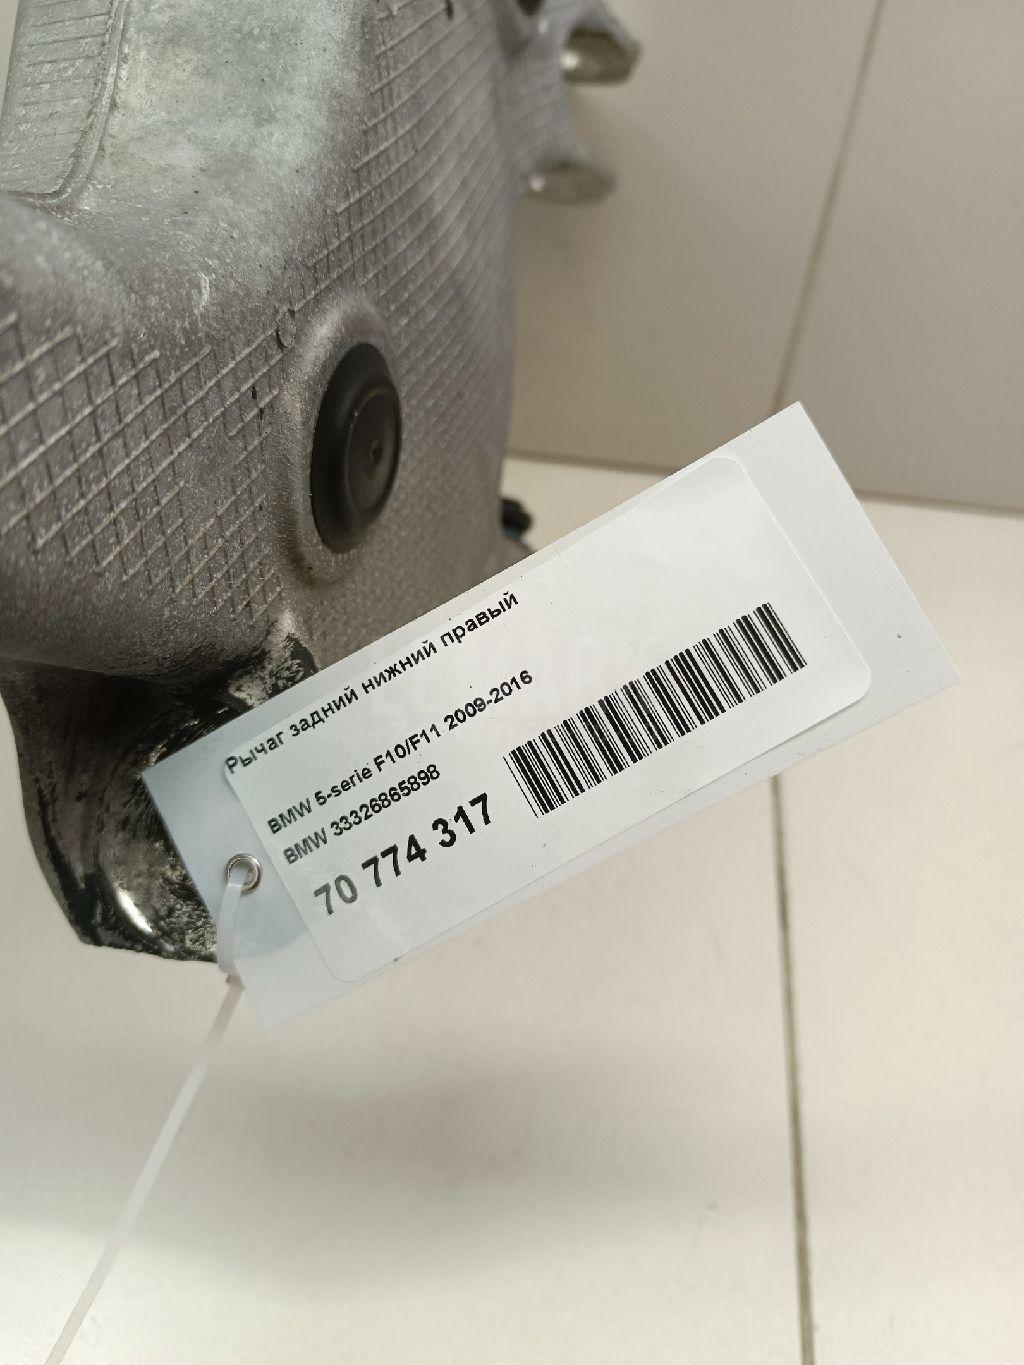 Рычаг задний нижний правый
BMW 5-serie F10/F11 2009-2016
BMW 33326865898
70 774 317